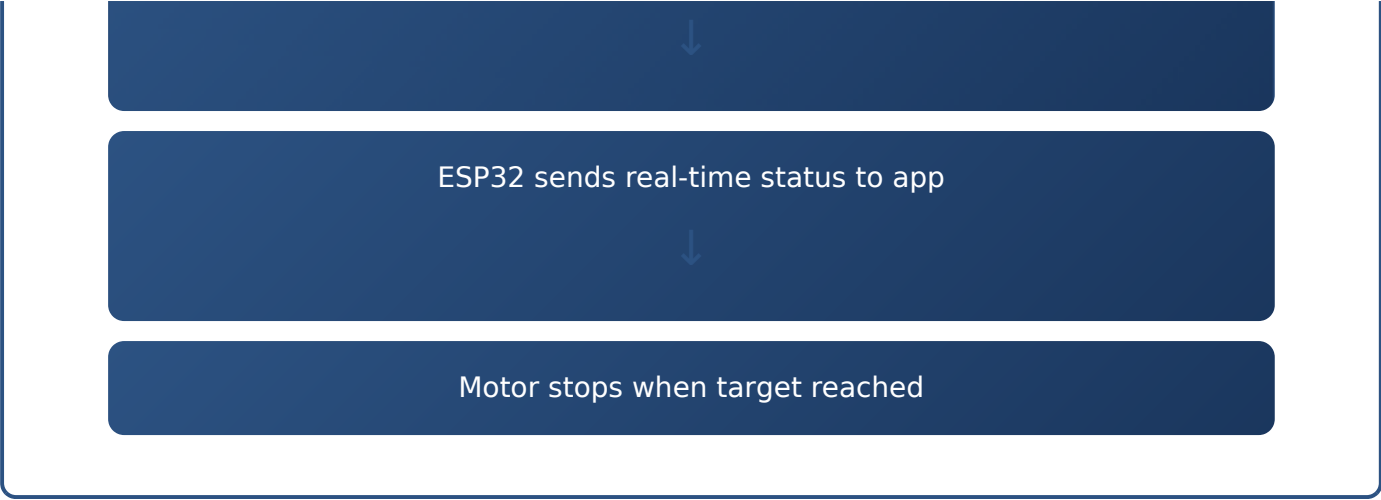 ↓
ESP32 sends real-time status to app
↓
Motor stops when target reached